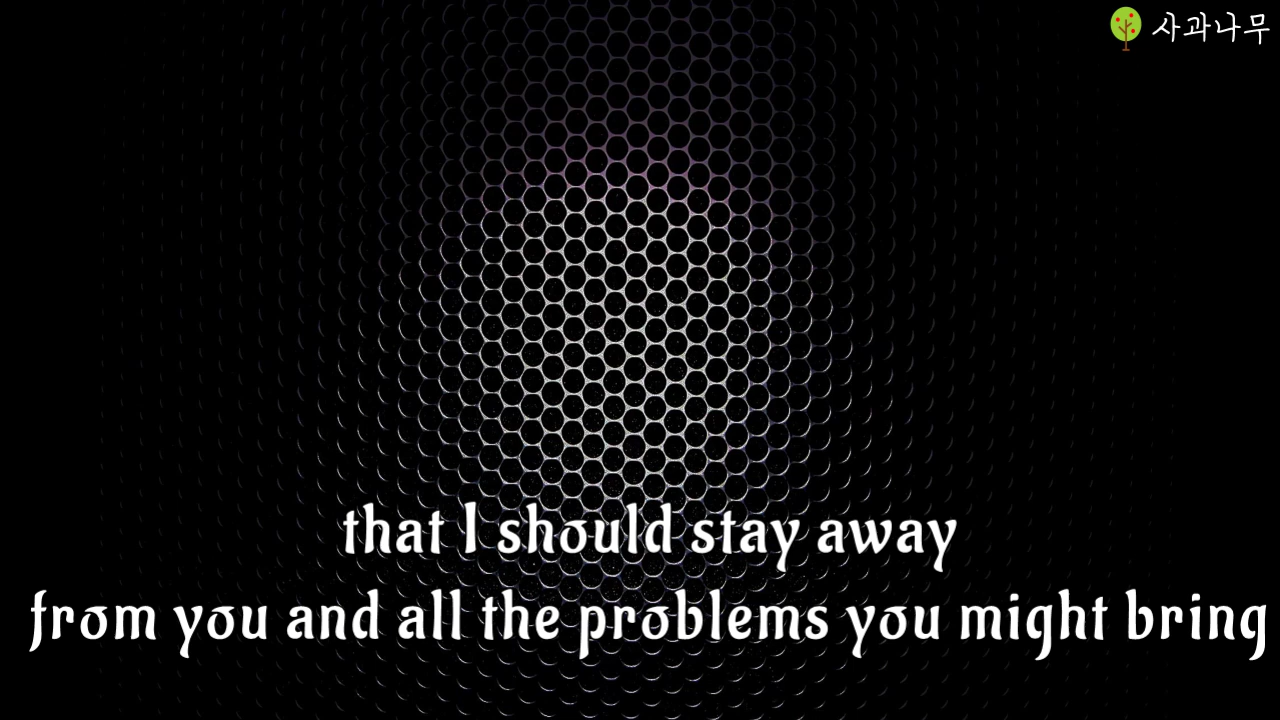 사과나무
that I should stay away
from you and all the problems you might bring